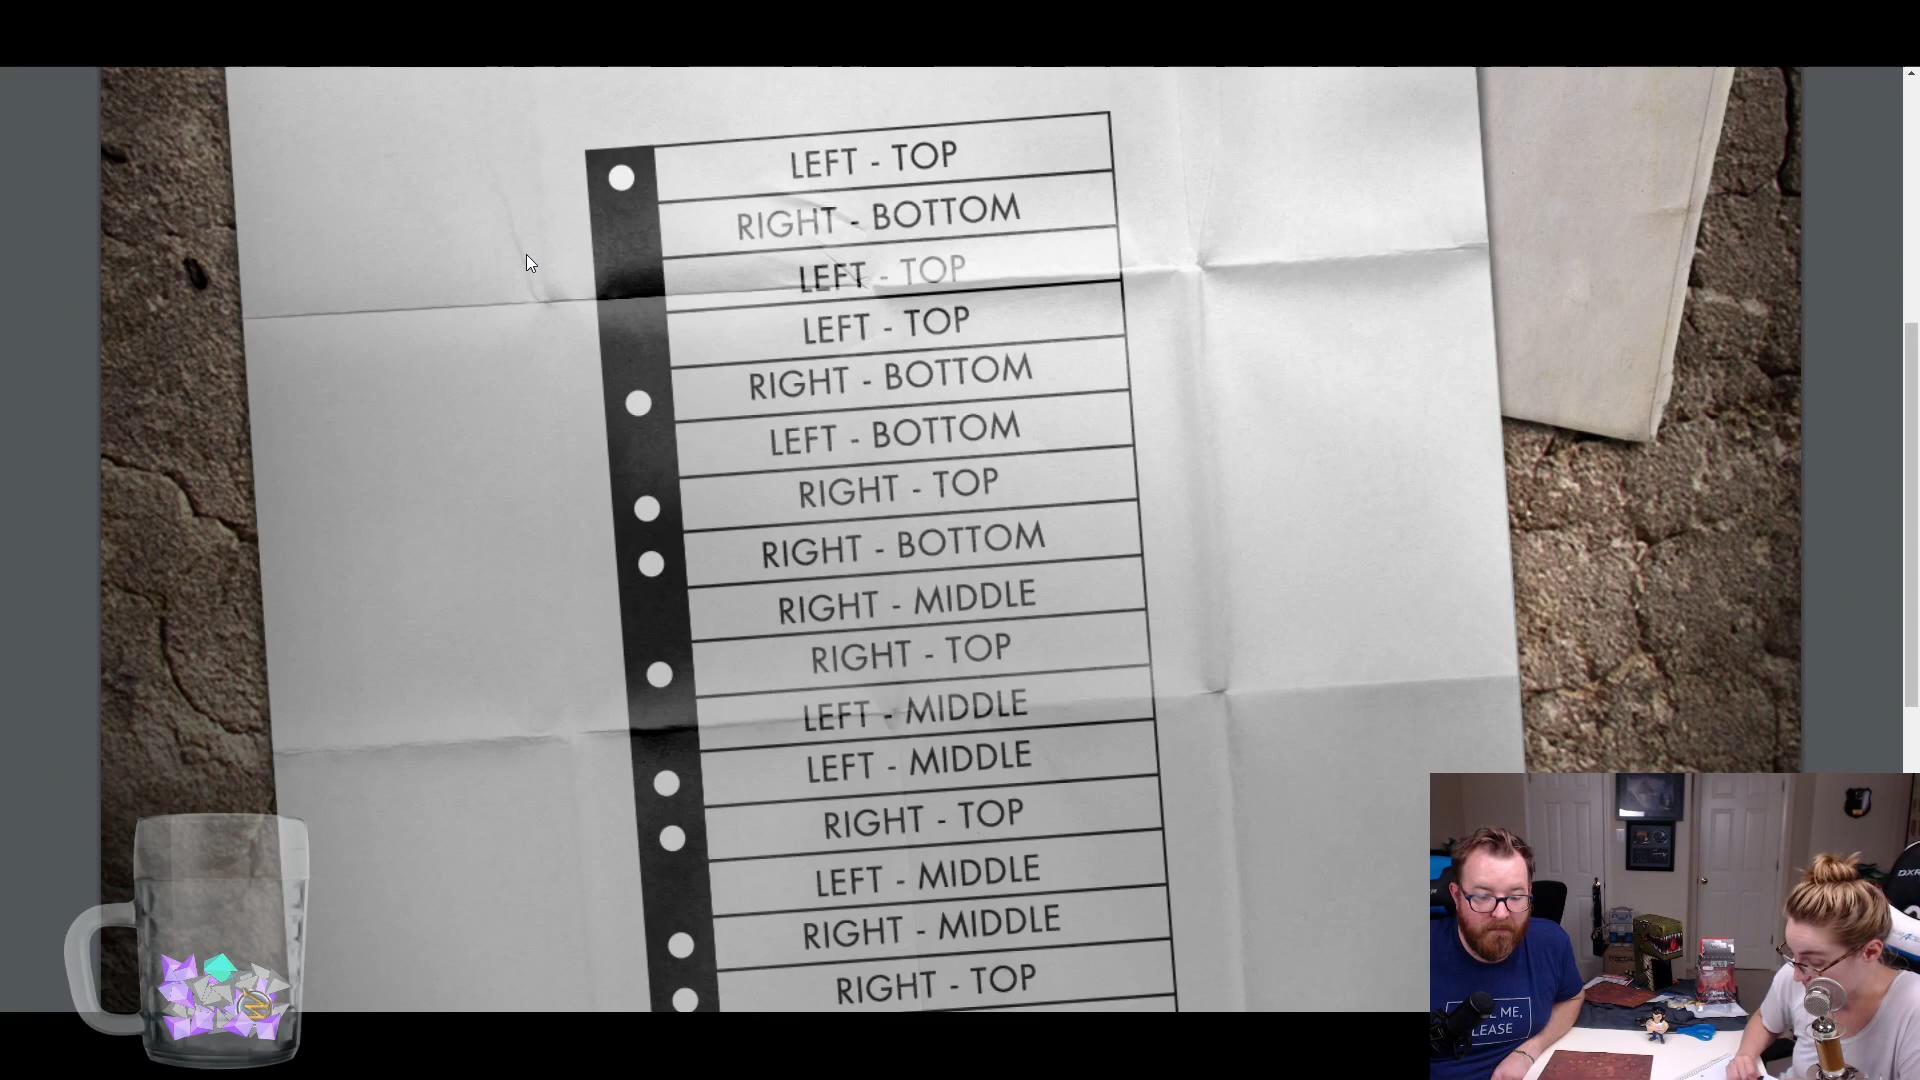 LEFT - TOP
RIGHT - BOTTOM
LEFT - TOP
LEFT - TOP
RIGHT - BOTTOM
LEFT - BOTTOM
RIGHT - TOP
RIGHT - BOTTOM
RIGHT - MIDDLE
RIGHT - TOP
LEFT - MIDDLE
LEFT - MIDDLE
RIGHT - TOP
LEFT - MIDDLE
RIGHT - MIDDLE
RIGHT - TOP
ME,